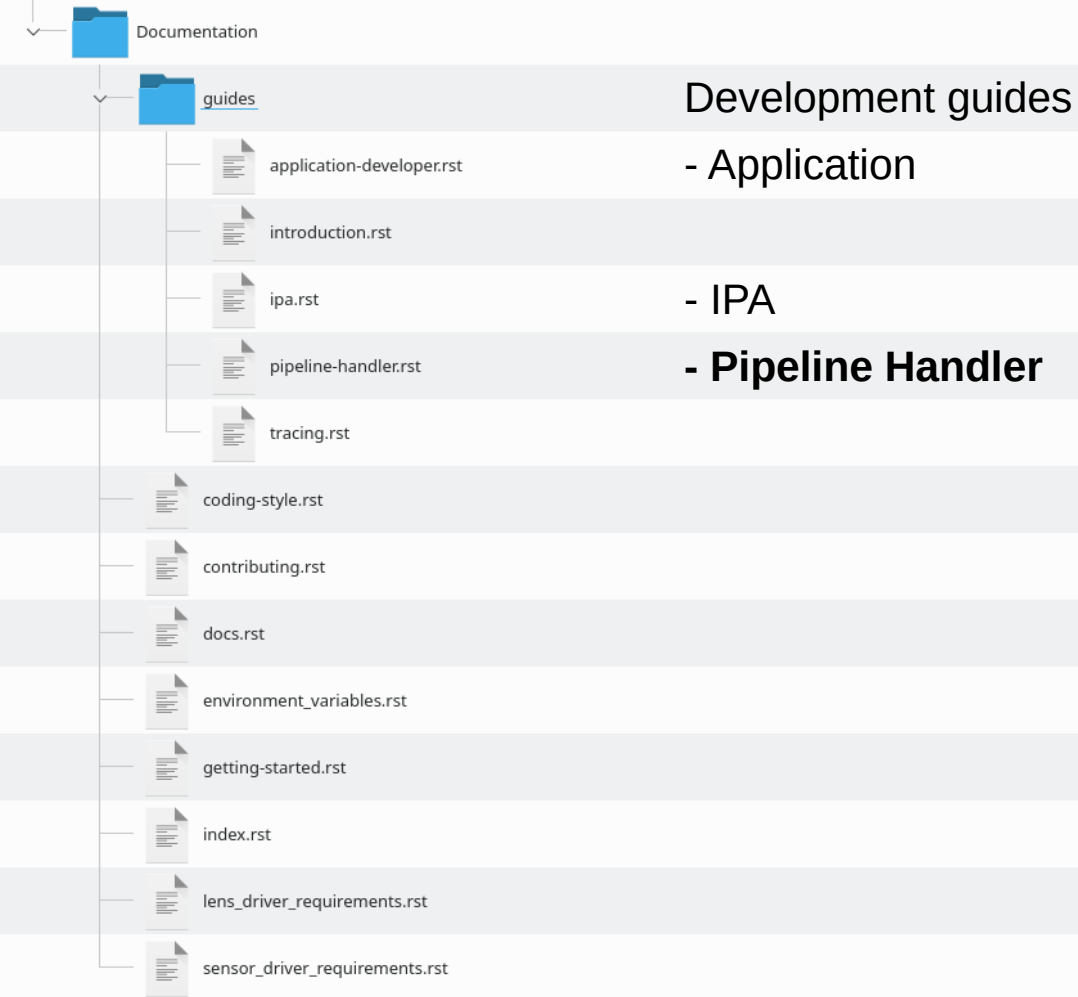 Documentation
guides Development guides
application-developer.rst - Application
introduction.rst
ipa.rst - IPA
pipeline-handler.rst - Pipeline Handler
tracing.rst
coding-style.rst
contributing.rst
docs.rst
environment_variables.rst
getting-started.rst
index.rst
lens_driver_requirements.rst
sensor_driver_requirements.rst